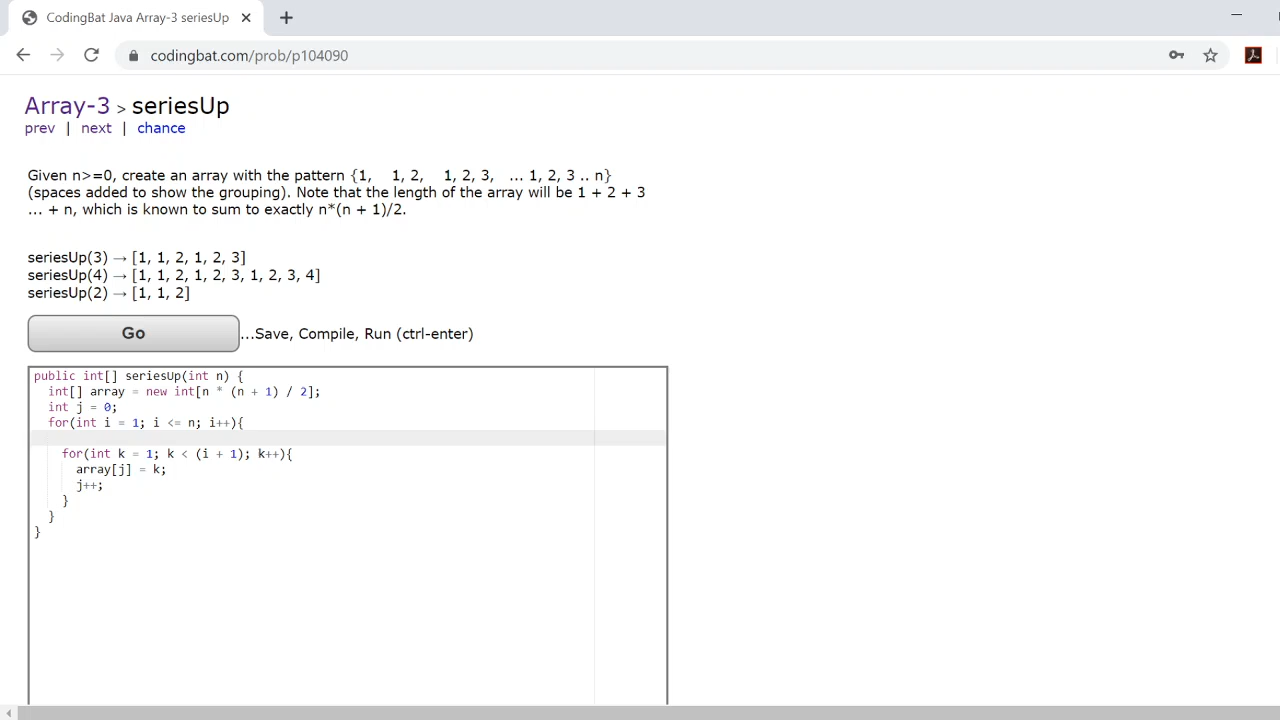 CodingBat Java Array-3 seriesUp
codingbat.com/prob/p104090
Array-3 > seriesUp
prev | next | chance
Given n>=0, create an array with the pattern {1,    1, 2,    1, 2, 3,   ... 1, 2, 3 .. n}
(spaces added to show the grouping). Note that the length of the array will be 1 + 2 + 3
... + n, which is known to sum to exactly n*(n + 1)/2.
seriesUp(3) → [1, 1, 2, 1, 2, 3]
seriesUp(4) → [1, 1, 2, 1, 2, 3, 1, 2, 3, 4]
seriesUp(2) → [1, 1, 2]
Go ...Save, Compile, Run (ctrl-enter)
public int[] seriesUp(int n) {
  int[] array = new int[n * (n + 1) / 2];
  int j = 0;
  for(int i = 1; i <= n; i++){
    for(int k = 1; k < (i + 1); k++){
      array[j] = k;
      j++;
    }
  }
}